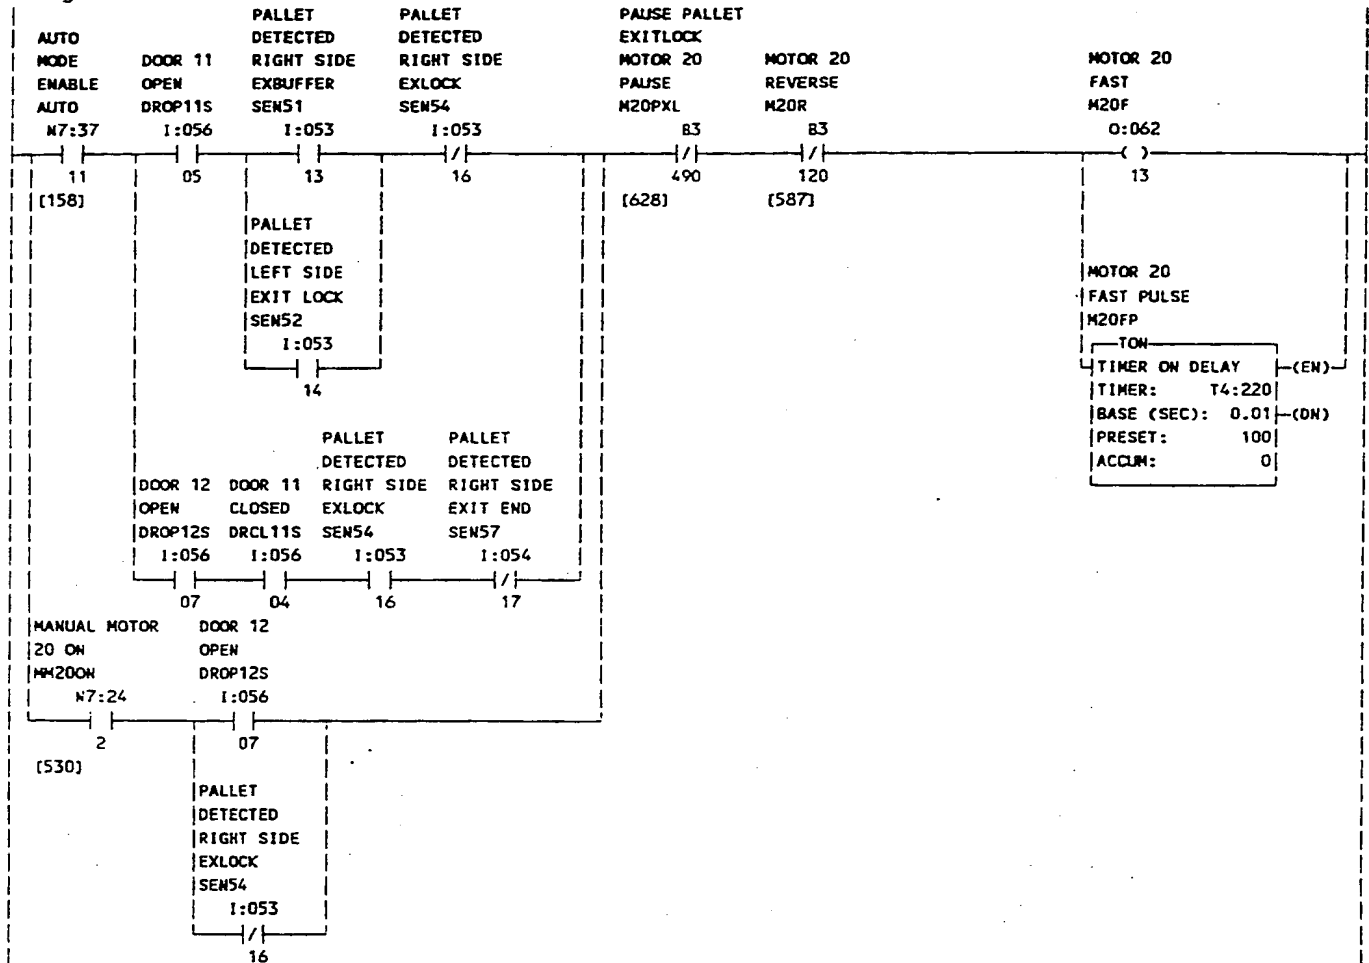 PALLET PALLET PAUSE PALLET
AUTO DETECTED DETECTED EXITLOCK
MODE DOOR 11 RIGHT SIDE RIGHT SIDE MOTOR 20 MOTOR 20 MOTOR 20
ENABLE OPEN EXBUFFER EXLOCK PAUSE REVERSE FAST
AUTO DROP11S SEN51 SEN54 M20PXL M20R M20F
N7:37 I:056 I:053 I:053 B3 B3 O:062
11 05 13 16 490 120 13
[158] [628] [587]
PALLET
DETECTED
LEFT SIDE MOTOR 20
EXIT LOCK FAST PULSE
SEN52 M20FP
I:053 TON
TIMER ON DELAY (EN)
14 TIMER: T4:220
BASE (SEC): 0.01 (DN)
PALLET PALLET PRESET: 100
DETECTED DETECTED ACCUM: 0
DOOR 12 DOOR 11 RIGHT SIDE RIGHT SIDE
OPEN CLOSED EXLOCK EXIT END
DROP12S DRCL11S SEN54 SEN57
I:056 I:056 I:053 I:054
07 04 16 17
MANUAL MOTOR DOOR 12
20 ON OPEN
MM20ON DROP12S
N7:24 I:056
2 07
[530]
PALLET
DETECTED
RIGHT SIDE
EXLOCK
SEN54
I:053
16